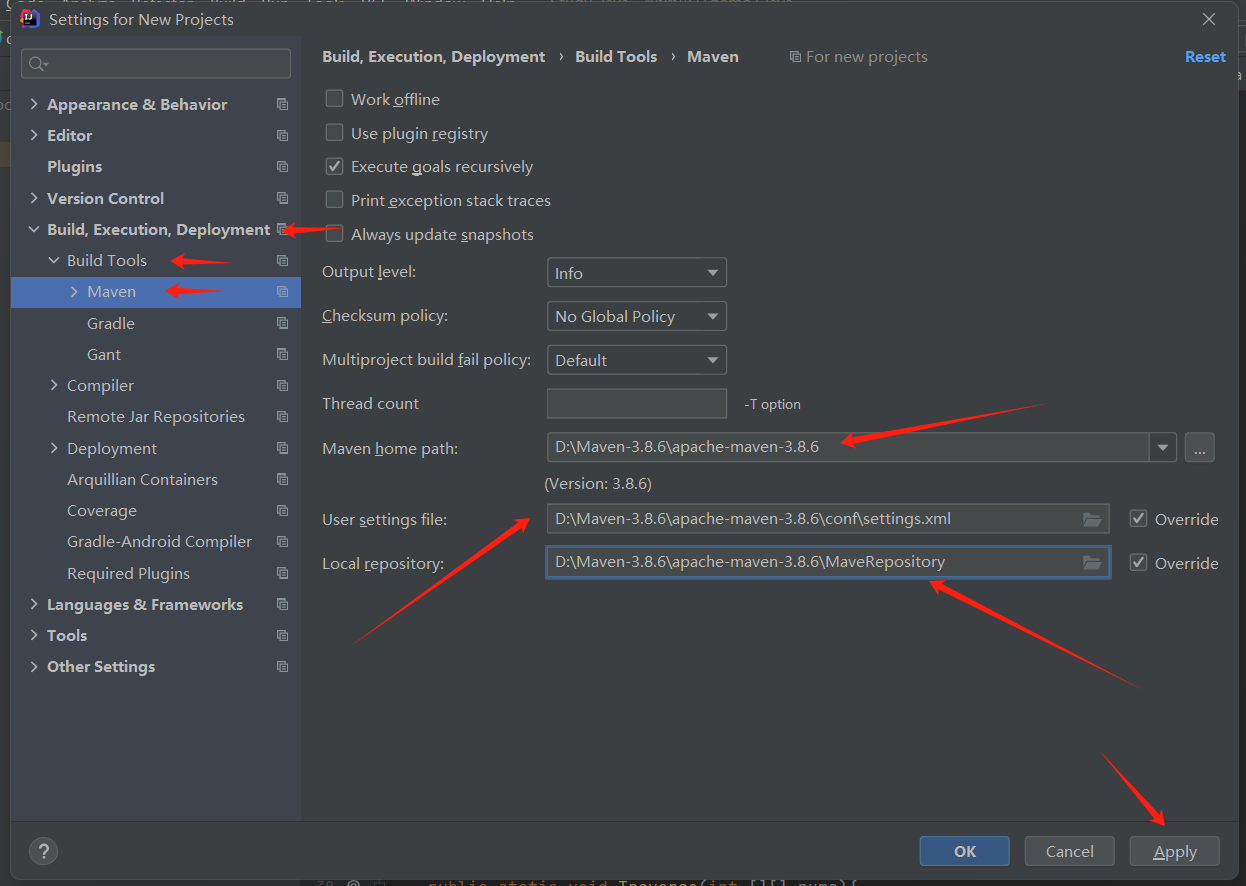 Settings for New Projects
Build, Execution, Deployment › Build Tools › Maven For new projects Reset
Appearance & Behavior
Editor
Plugins
Version Control
Build, Execution, Deployment
Build Tools
Maven
Gradle
Gant
Compiler
Remote Jar Repositories
Deployment
Arquillian Containers
Coverage
Gradle-Android Compiler
Required Plugins
Languages & Frameworks
Tools
Other Settings
Work offline
Use plugin registry
Execute goals recursively
Print exception stack traces
Always update snapshots
Output level: Info
Checksum policy: No Global Policy
Multiproject build fail policy: Default
Thread count -T option
Maven home path: D:\Maven-3.8.6\apache-maven-3.8.6 ...
(Version: 3.8.6)
User settings file: D:\Maven-3.8.6\apache-maven-3.8.6\conf\settings.xml Override
Local repository: D:\Maven-3.8.6\apache-maven-3.8.6\MaveRepository Override
? OK Cancel Apply
public static void Traverse(int [][] nums){